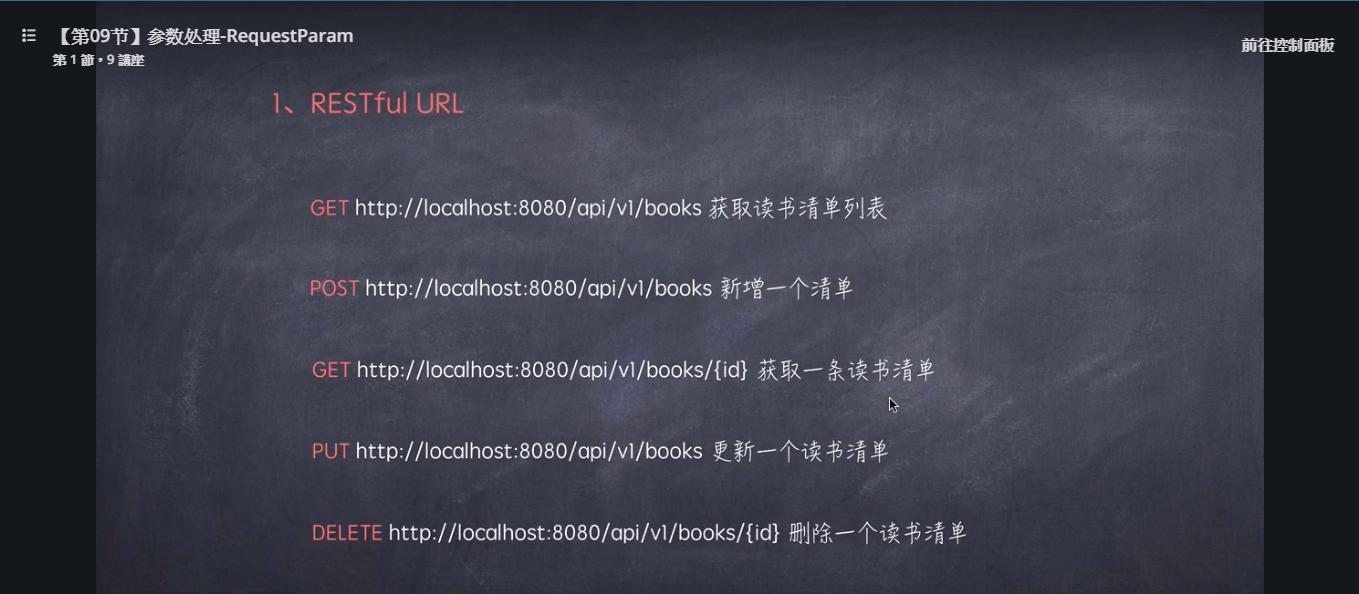 【第09节】参数处理-RequestParam
第 1 節，9 講座
前往控制面板
1、RESTful URL
GET http://localhost:8080/api/v1/books 获取读书清单列表
POST http://localhost:8080/api/v1/books 新增一个清单
GET http://localhost:8080/api/v1/books/{id} 获取一条读书清单
PUT http://localhost:8080/api/v1/books 更新一个读书清单
DELETE http://localhost:8080/api/v1/books/{id} 删除一个读书清单